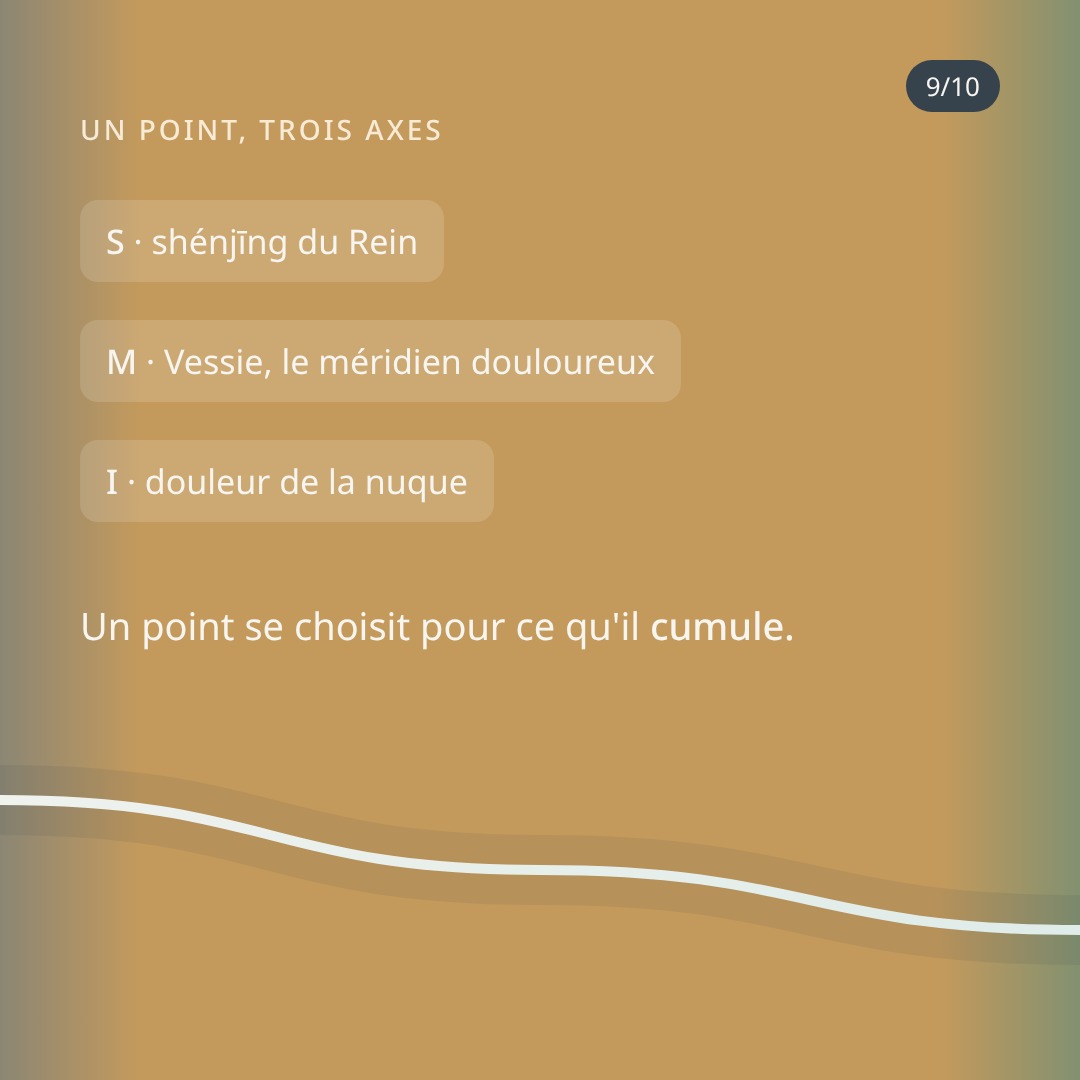 9/10
UN POINT, TROIS AXES
S · shénjīng du Rein
M · Vessie, le méridien douloureux
I · douleur de la nuque
Un point se choisit pour ce qu'il cumule.